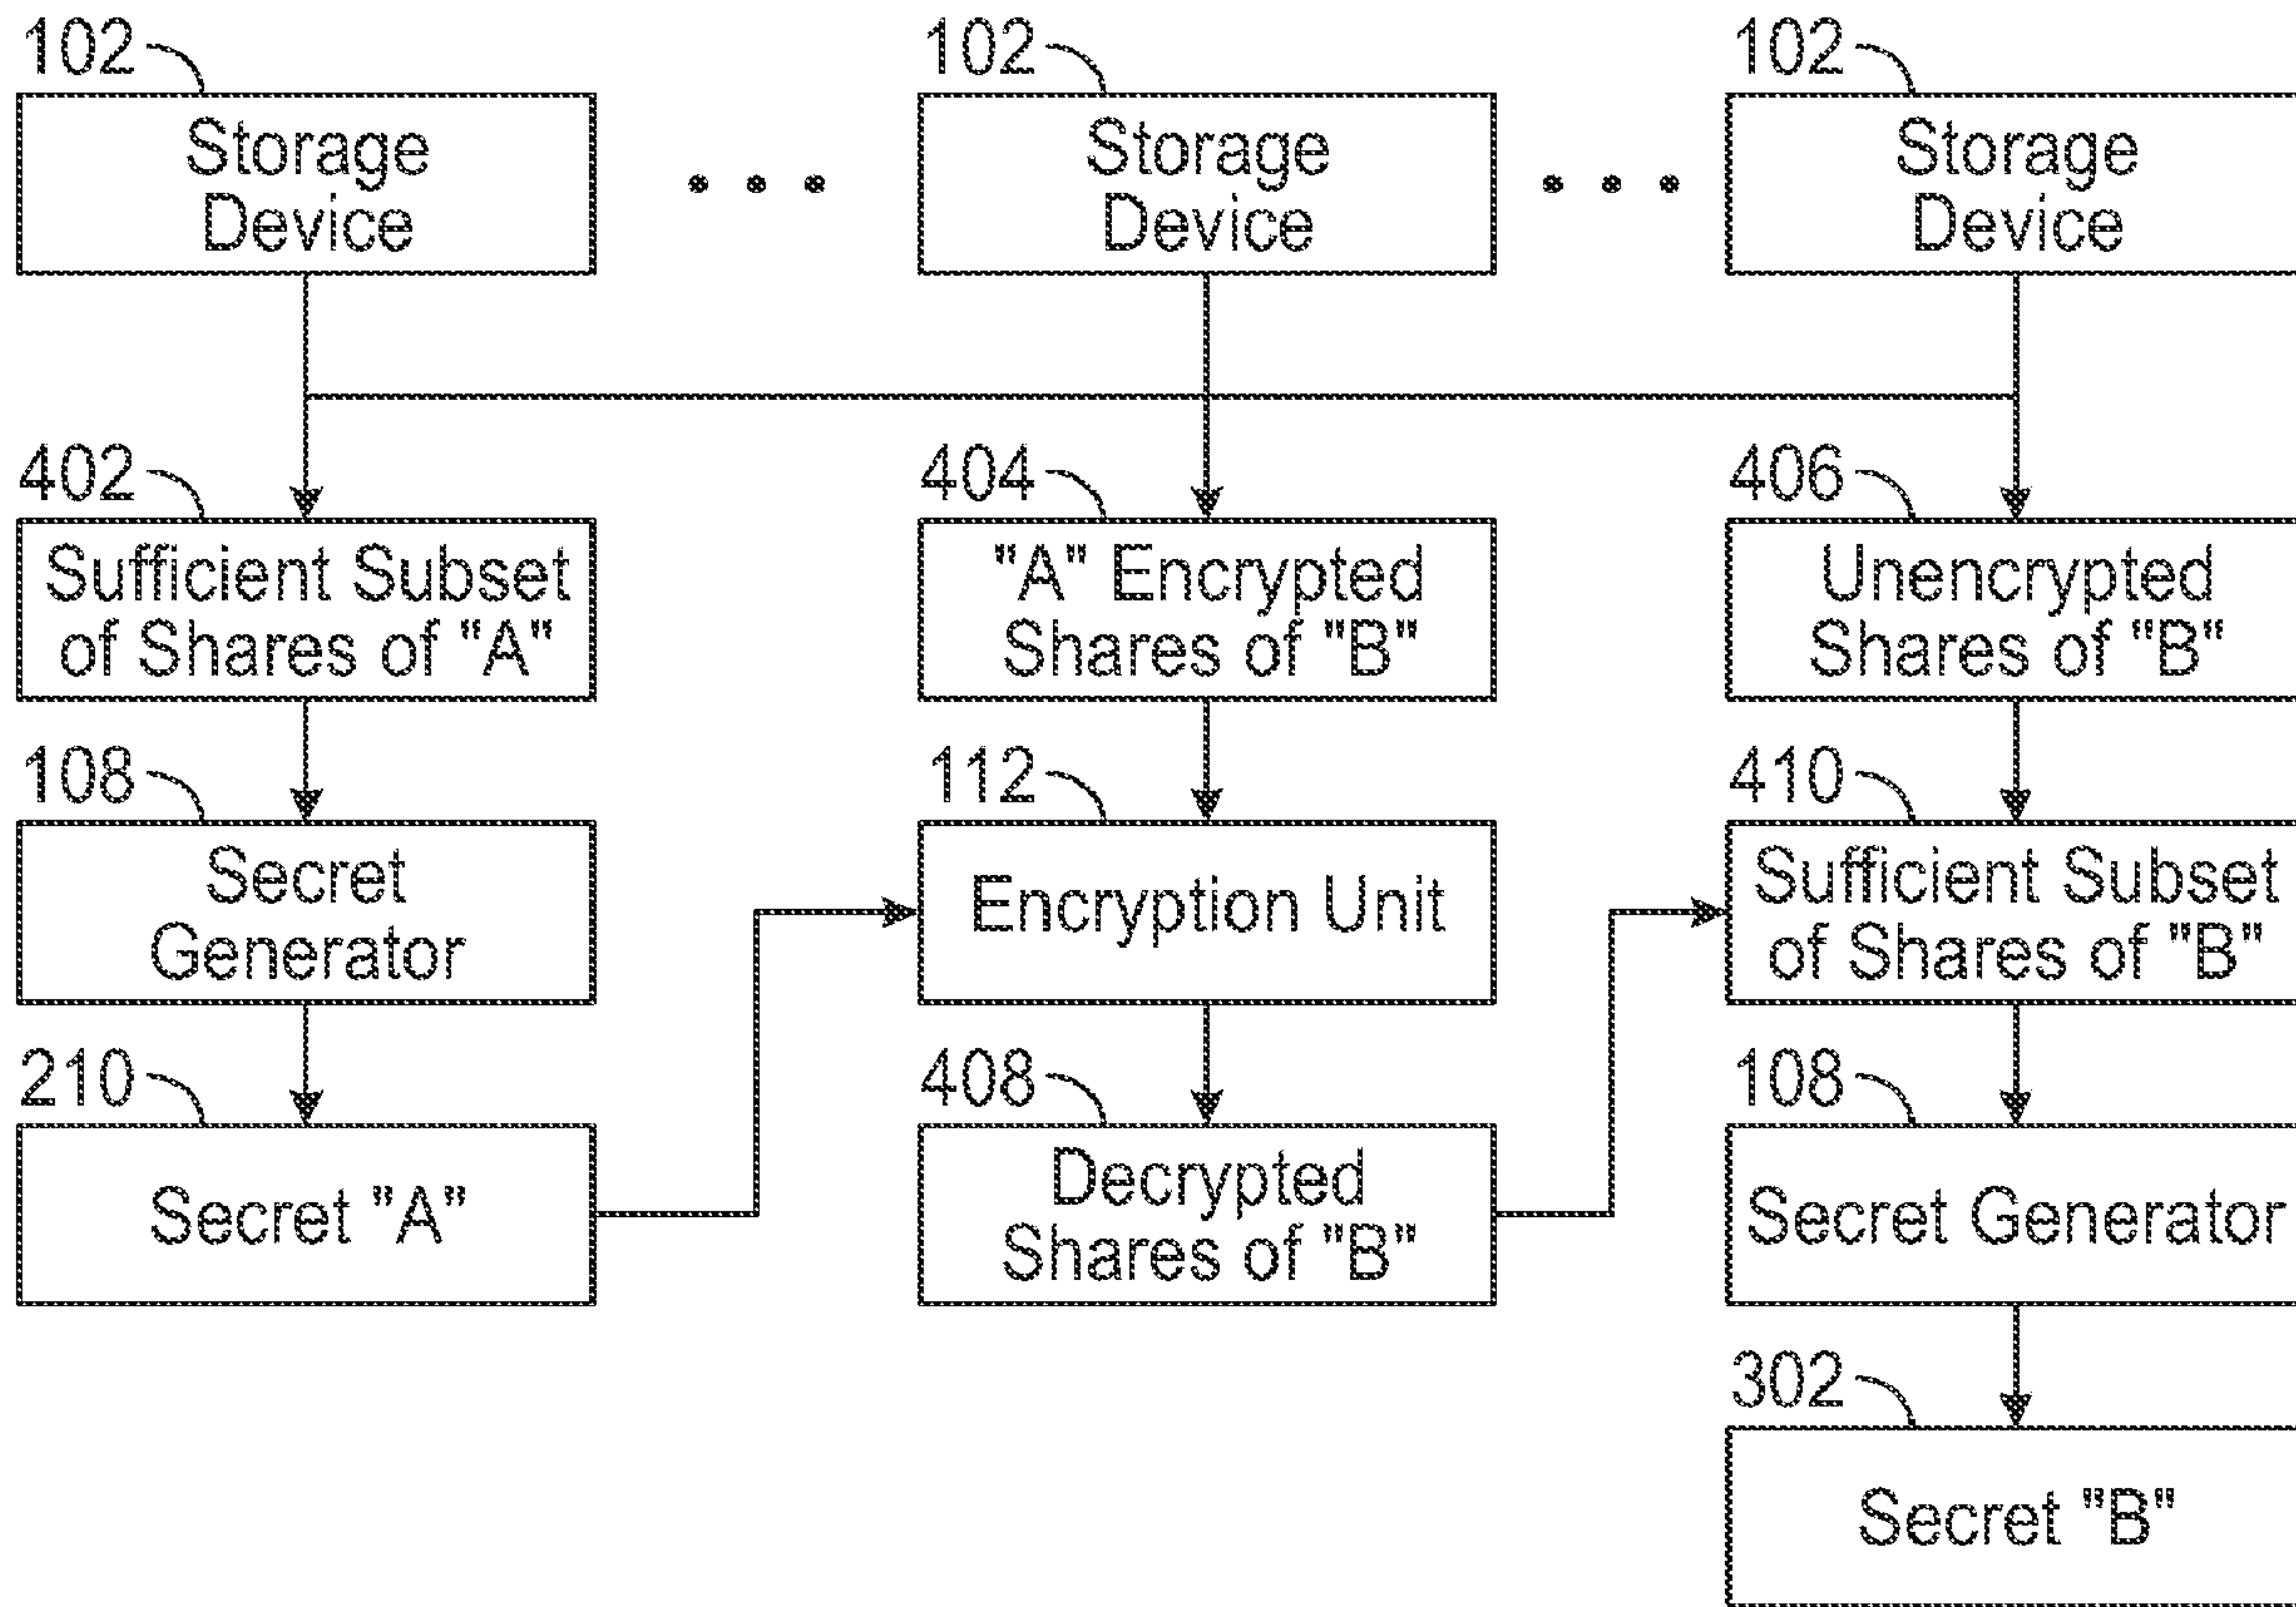 102
102
102
Storage
Device
Storage
Device
Storage
Device
402
404
406
Sufficient Subset
of Shares of "A"
"A" Encrypted
Shares of "B"
Unencrypted
Shares of "B"
108
112
410
Secret
Generator
Encryption Unit
Sufficient Subset
of Shares of "B"
210
408
108
Secret "A"
Decrypted
Shares of "B"
Secret Generator
302
Secret "B"